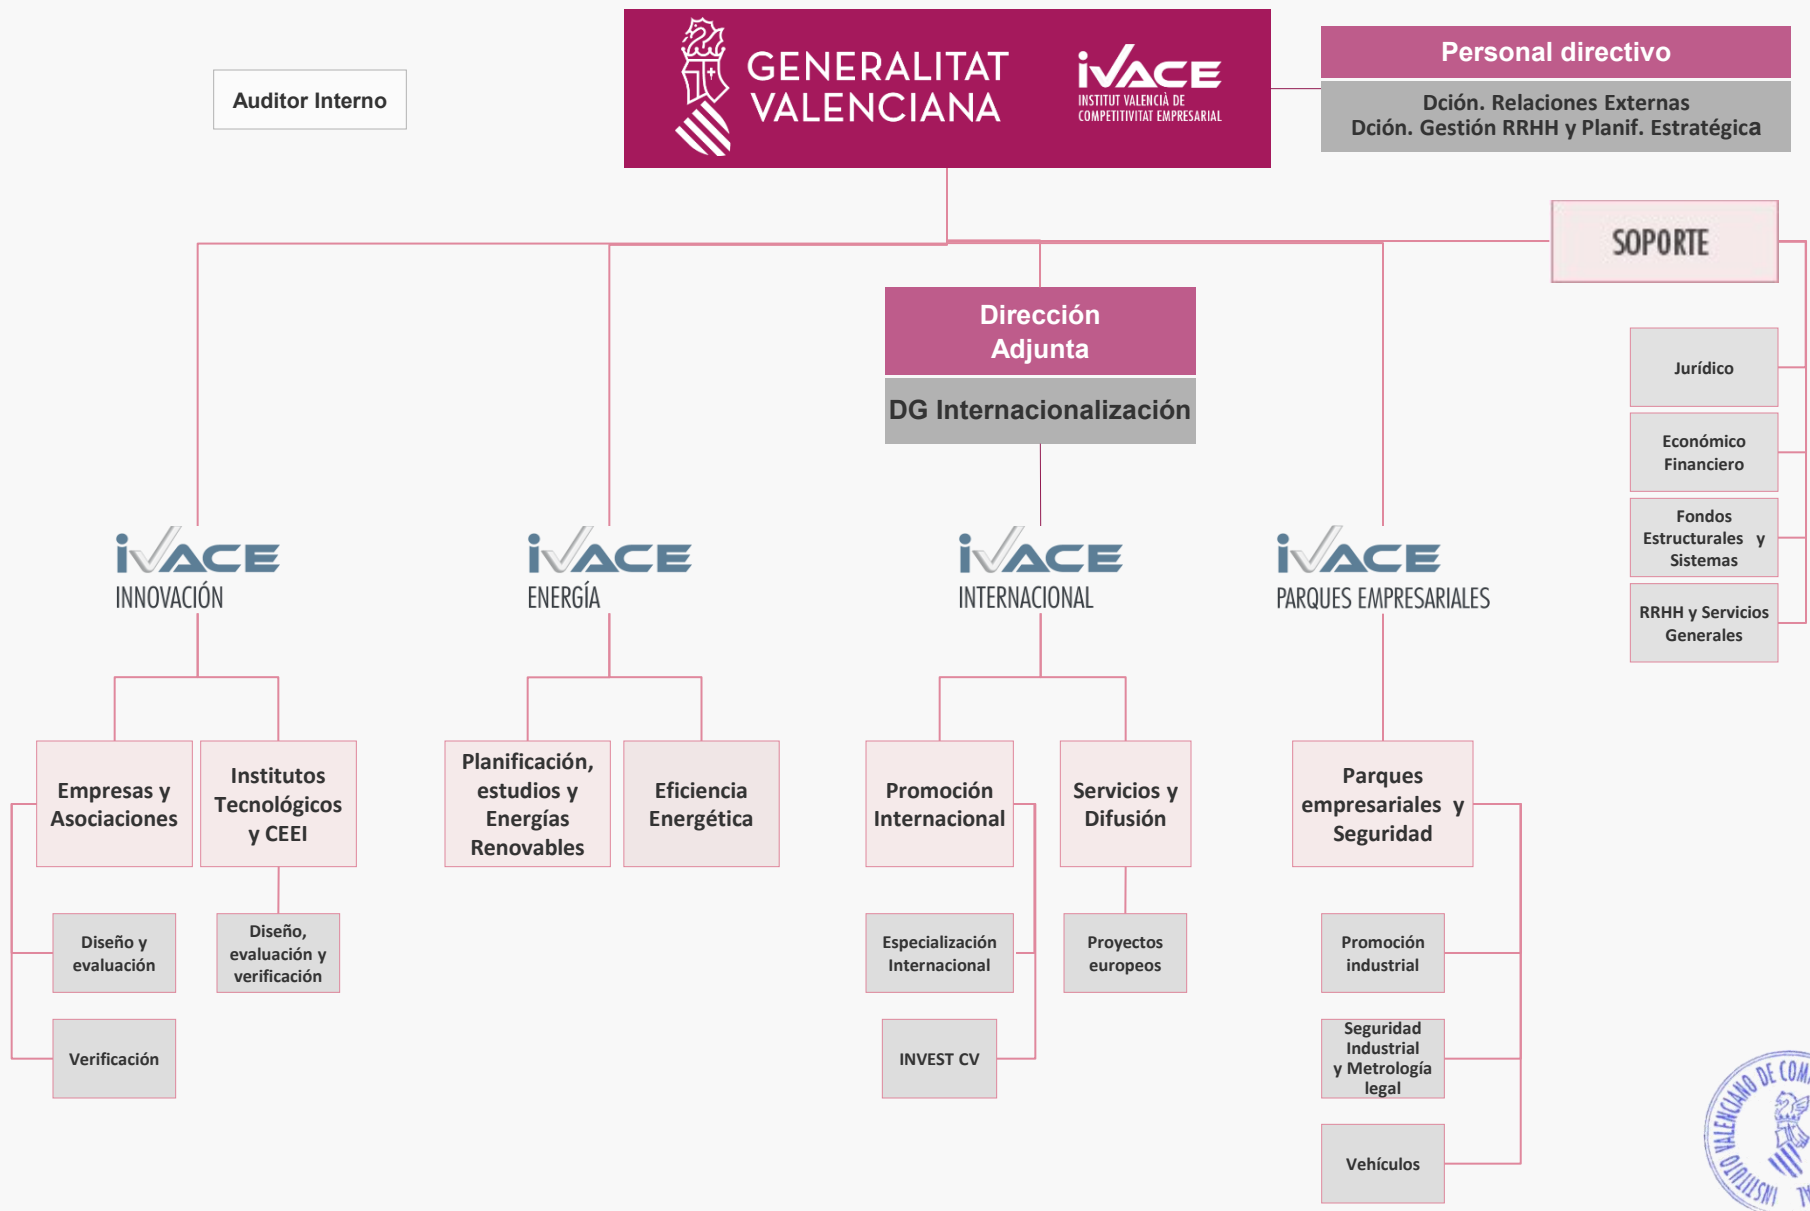 Auditor Interno
GENERALITAT
VALENCIANA
iVACE
INSTITUT VALENCIÀ DE
COMPETITIVITAT EMPRESARIAL
Personal directivo
Dción. Relaciones Externas
Dción. Gestión RRHH y Planif. Estratégica
SOPORTE
Jurídico
Económico
Financiero
Fondos
Estructurales y
Sistemas
RRHH y Servicios
Generales
Dirección
Adjunta
DG Internacionalización
iVACE
INNOVACIÓN
iVACE
ENERGÍA
iVACE
INTERNACIONAL
iVACE
PARQUES EMPRESARIALES
Empresas y
Asociaciones
Institutos
Tecnológicos
y CEEI
Planificación,
estudios y
Energías
Renovables
Eficiencia
Energética
Promoción
Internacional
Servicios y
Difusión
Parques
empresariales y
Seguridad
Diseño y
evaluación
Diseño,
evaluación y
verificación
Especialización
Internacional
Proyectos
europeos
Promoción
industrial
Verificación
INVEST CV
Seguridad
Industrial
y Metrología
legal
Vehículos
INSTITUTO VALENCIANO DE